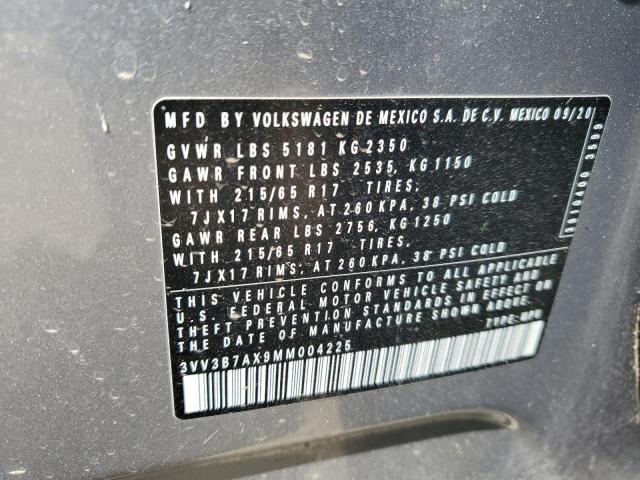 MFD BY VOLKSWAGEN DE MEXICO S.A. DE C.V. MEXICO 09/20
GVWR LBS 5181 KG 2350
GAWR FRONT LBS 2535, KG 1150
WITH 215/65 R17 TIRES,
7JX17 RIMS, AT 260 KPA, 38 PSI COLD
GAWR REAR LBS 2756, KG 1250
WITH 215/65 R17 TIRES,
7JX17 RIMS, AT 260 KPA, 38 PSI COLD
THIS VEHICLE CONFORMS TO ALL APPLICABLE
U.S. FEDERAL MOTOR VEHICLE SAFETY AND
THEFT PREVENTION STANDARDS IN EFFECT ON
THE DATE OF MANUFACTURE SHOWN ABOVE.
TYPE: MPV
3VV3B7AX9MM004225